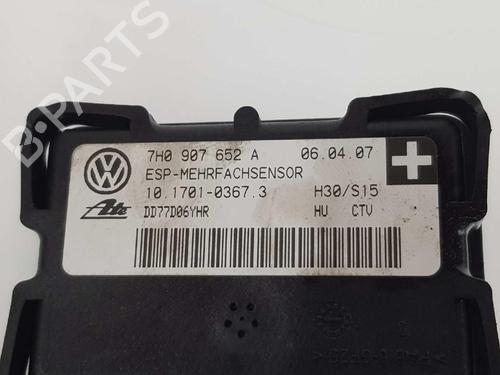 B-Parts
7H0 907 652 A 06.04.07
ESP-MEHRFACHSENSOR
10.1701-0367.3 H30/S15
Ate DD77D06YHR HU CTV